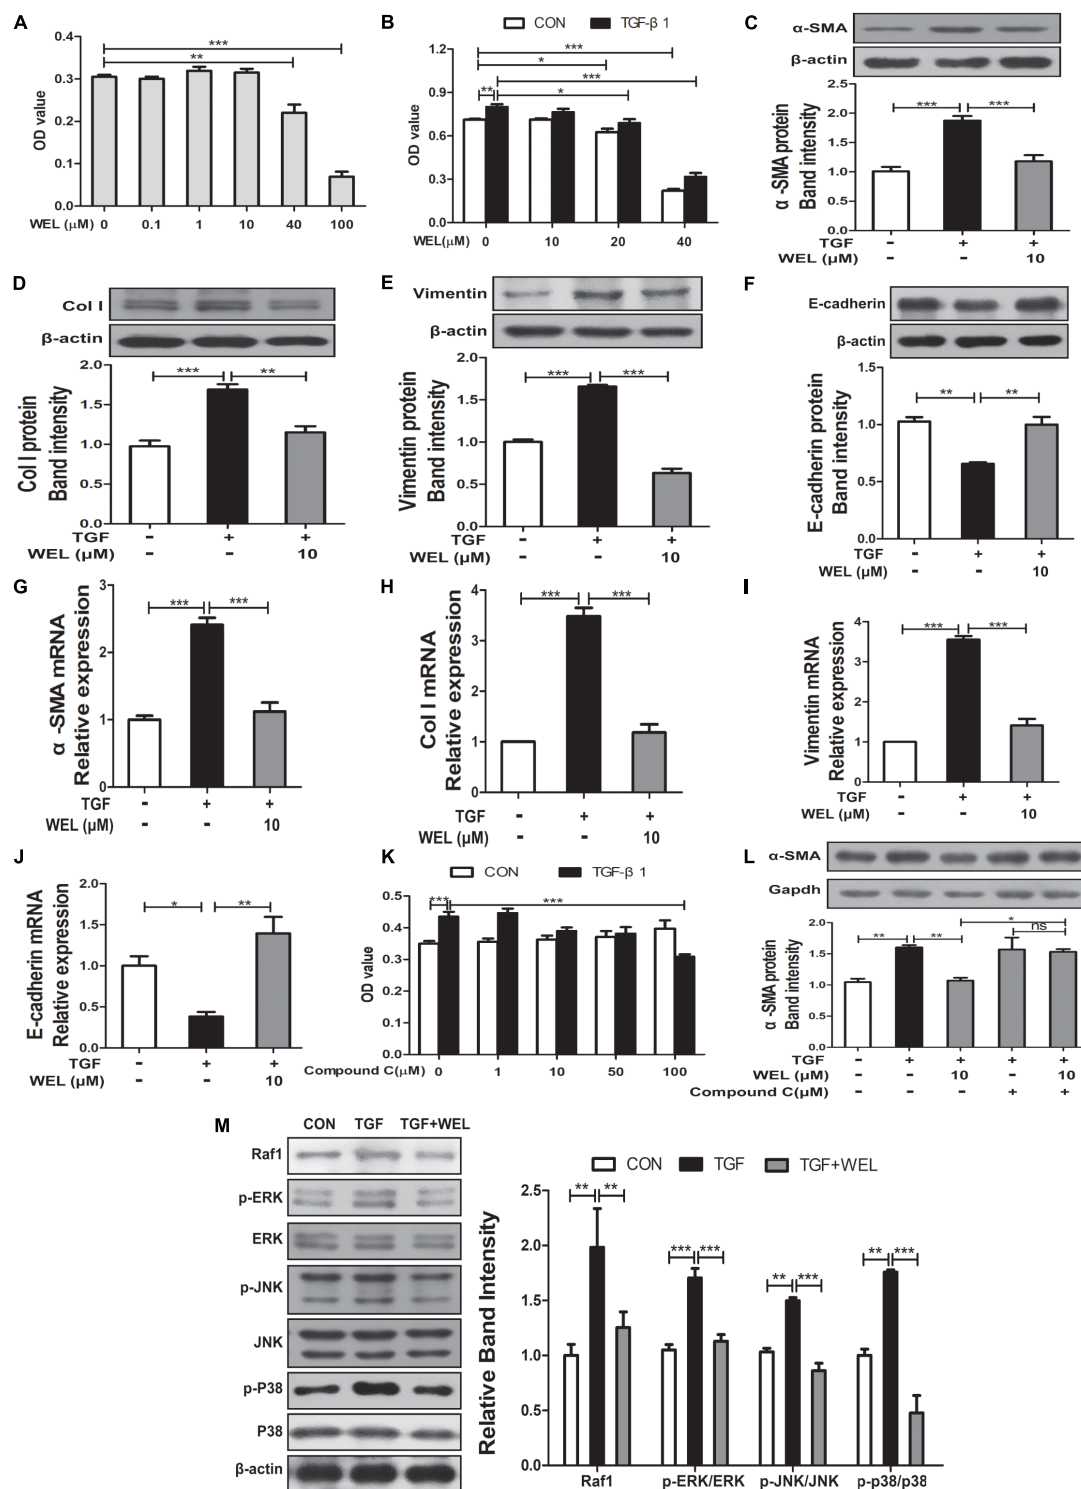 A
0.4
0.3
0.2
0.1
0.0
OD value
***
**
WEL (μM) 0 0.1 1 10 40 100
B
CON TGF-β 1
1.2
0.9
0.6
0.3
0.0
OD value
***
*
***
** *
WEL(μM) 0 10 20 40
C
α-SMA
β-actin
2.5
2.0
1.5
1.0
0.5
0.0
α -SMA protein
Band intensity
*** ***
TGF - + +
WEL (μM) - - 10
D
Col I
β-actin
2.0
1.5
1.0
0.5
0.0
Col I protein
Band intensity
*** **
TGF - + +
WEL (μM) - - 10
E
Vimentin
β-actin
2.0
1.5
1.0
0.5
0.0
Vimentin protein
Band intensity
*** ***
TGF - + +
WEL (μM) - - 10
F
E-cadherin
β-actin
1.5
1.0
0.5
0.0
E-cadherin protein
Band intensity
** **
TGF - + +
WEL (μM) - - 10
G
3
2
1
0
α -SMA mRNA
Relative expression
*** ***
TGF - + +
WEL (μM) - - 10
H
4
3
2
1
0
Col I mRNA
Relative expression
*** ***
TGF - + +
WEL (μM) - - 10
I
4
3
2
1
0
Vimentin mRNA
Relative expression
*** ***
TGF - + +
WEL (μM) - - 10
J
2.0
1.5
1.0
0.5
0.0
E-cadherin mRNA
Relative expression
* **
TGF - + +
WEL (μM) - - 10
K
CON TGF-β 1
0.5
0.4
0.3
0.2
0.1
0.0
OD value
*** ***
Compound C(μM) 0 1 10 50 100
L
α-SMA
Gapdh
2.0
1.5
1.0
0.5
0.0
α -SMA protein
Band intensity
** ** * ns
TGF - + + + +
WEL (μM) - - 10 - 10
Compound C(μM) - - - + +
M
CON TGF TGF+WEL
Raf1
p-ERK
ERK
p-JNK
JNK
p-P38
P38
β-actin
CON TGF TGF+WEL
2.5
2.0
1.5
1.0
0.5
0.0
Relative Band Intensity
** ** *** *** ** *** ** ***
Raf1 p-ERK/ERK p-JNK/JNK p-p38/p38